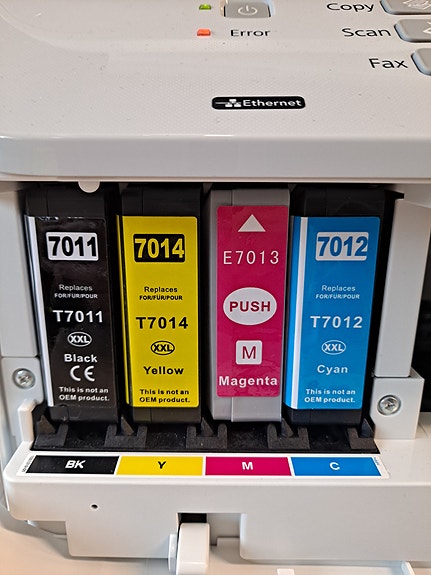 Copy
Error
Scan
Fax
Ethernet
7011
Replaces
FOR/FÜR/POUR
T7011
XXL
Black
CE
This is not an
OEM product.
7014
Replaces
FOR/FÜR/POUR
T7014
XXL
Yellow
This is not an
OEM product.
E7013
PUSH
M
Magenta
7012
Replaces
FOR/FÜR/POUR
T7012
XXL
Cyan
This is not an
OEM product.
BK
Y
M
C